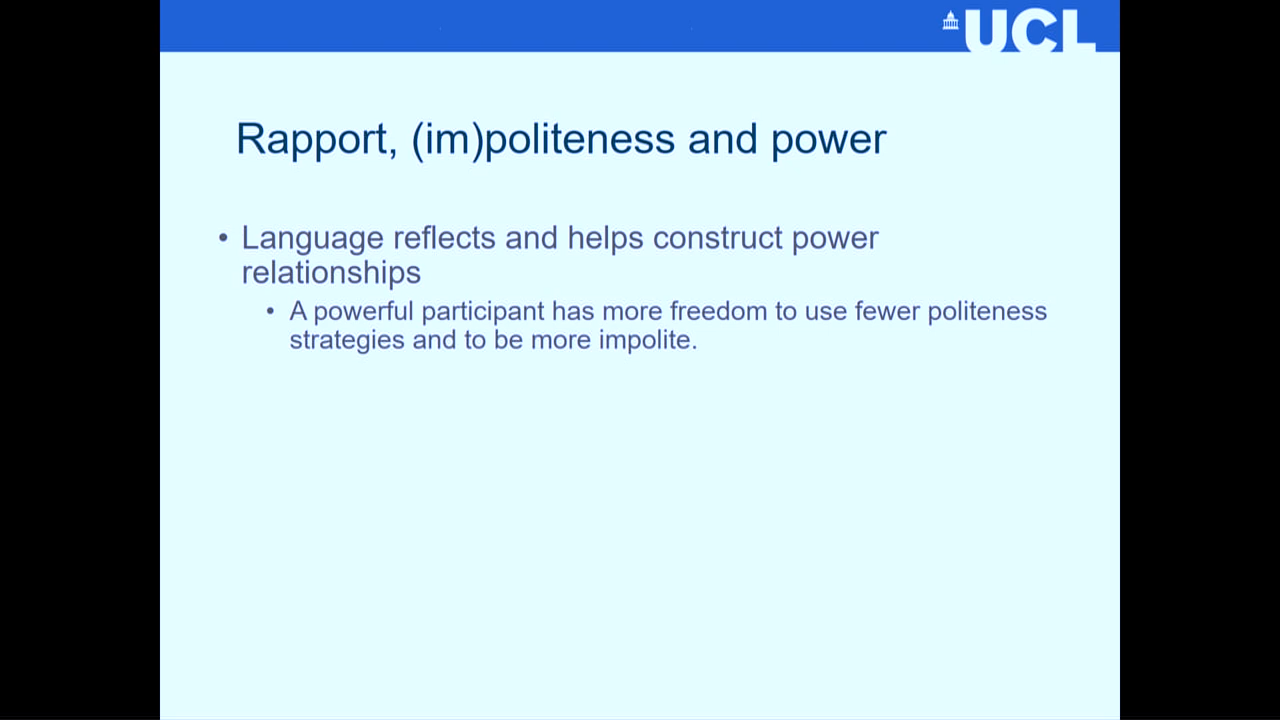 UCL
Rapport, (im)politeness and power
• Language reflects and helps construct power
relationships
• A powerful participant has more freedom to use fewer politeness
strategies and to be more impolite.